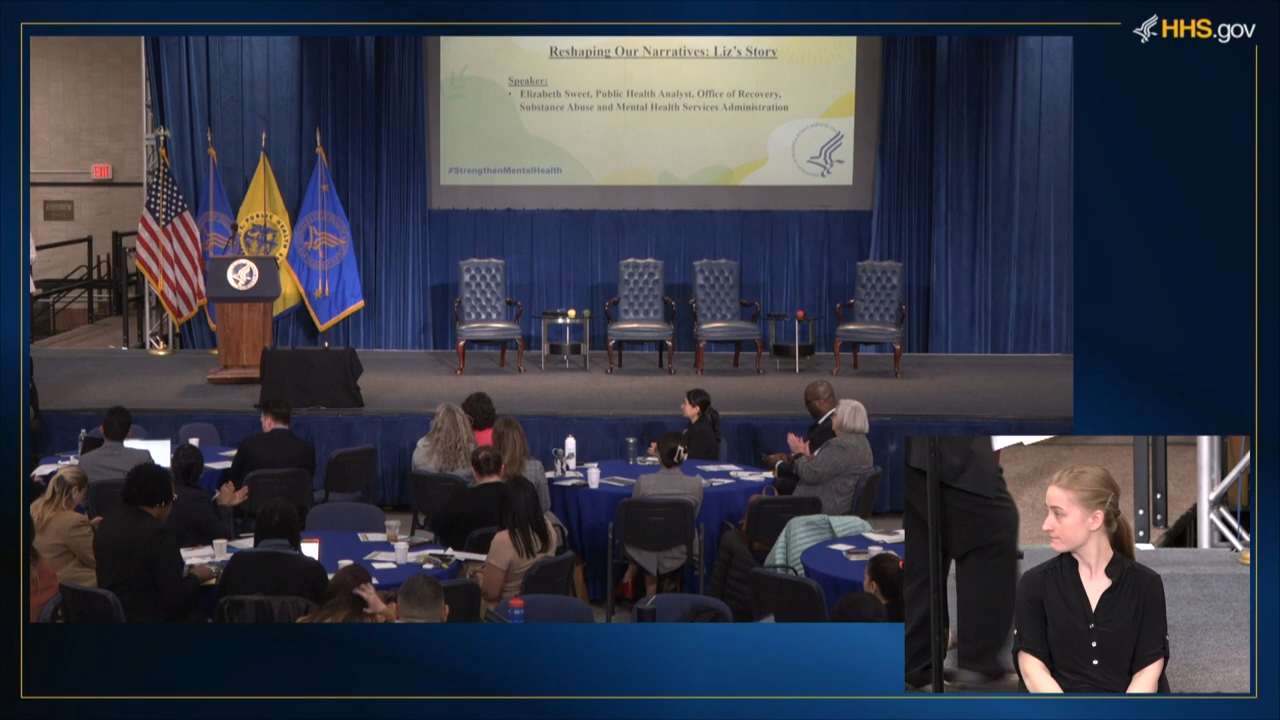 HHS.gov
Reshaping Our Narratives: Liz's Story
Speaker:
• Elizabeth Sweet, Public Health Analyst, Office of Recovery,
Substance Abuse and Mental Health Services Administration
#StrengthenMentalHealth
EXIT